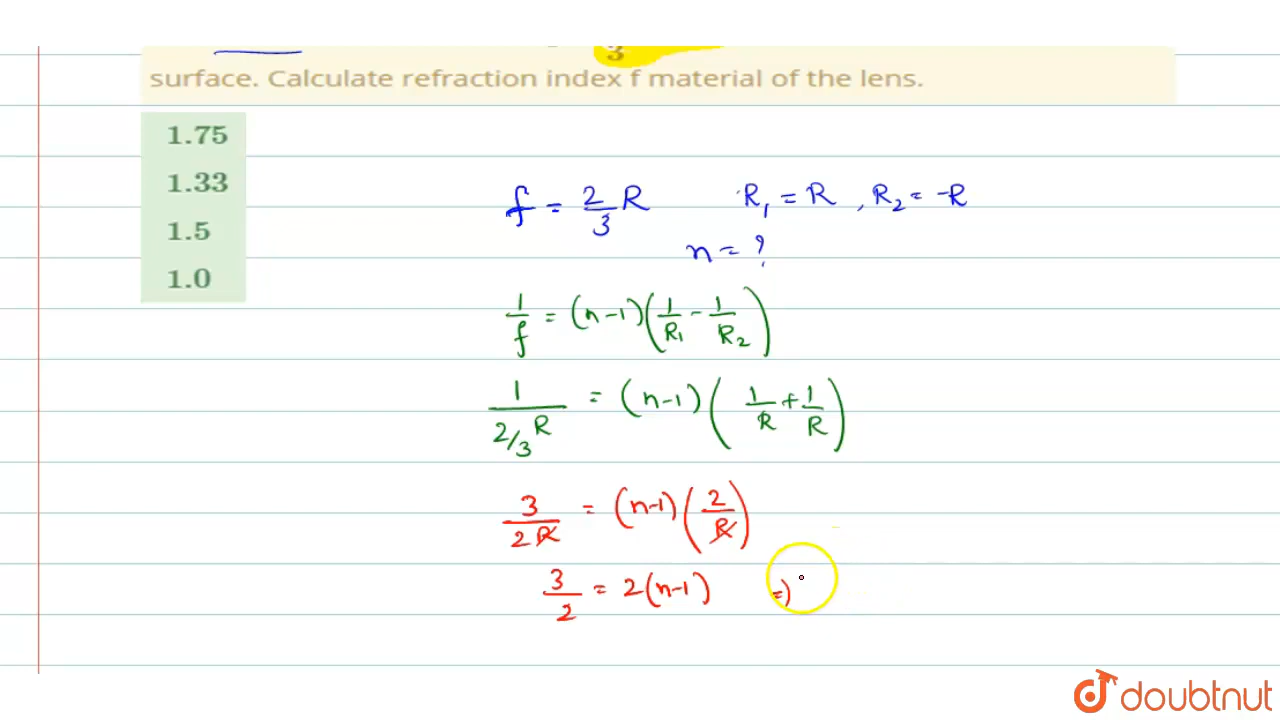 3
surface. Calculate refraction index f material of the lens.
1.75
1.33
1.5
1.0
f = 2/3 R R₁ = R , R₂ = -R
n = ?
1/f = (n-1)(1/R₁ - 1/R₂)
1/(2/3 R) = (n-1)(1/R + 1/R)
3/2R = (n-1)(2/R)
3/2 = 2(n-1) =)
doubtnut